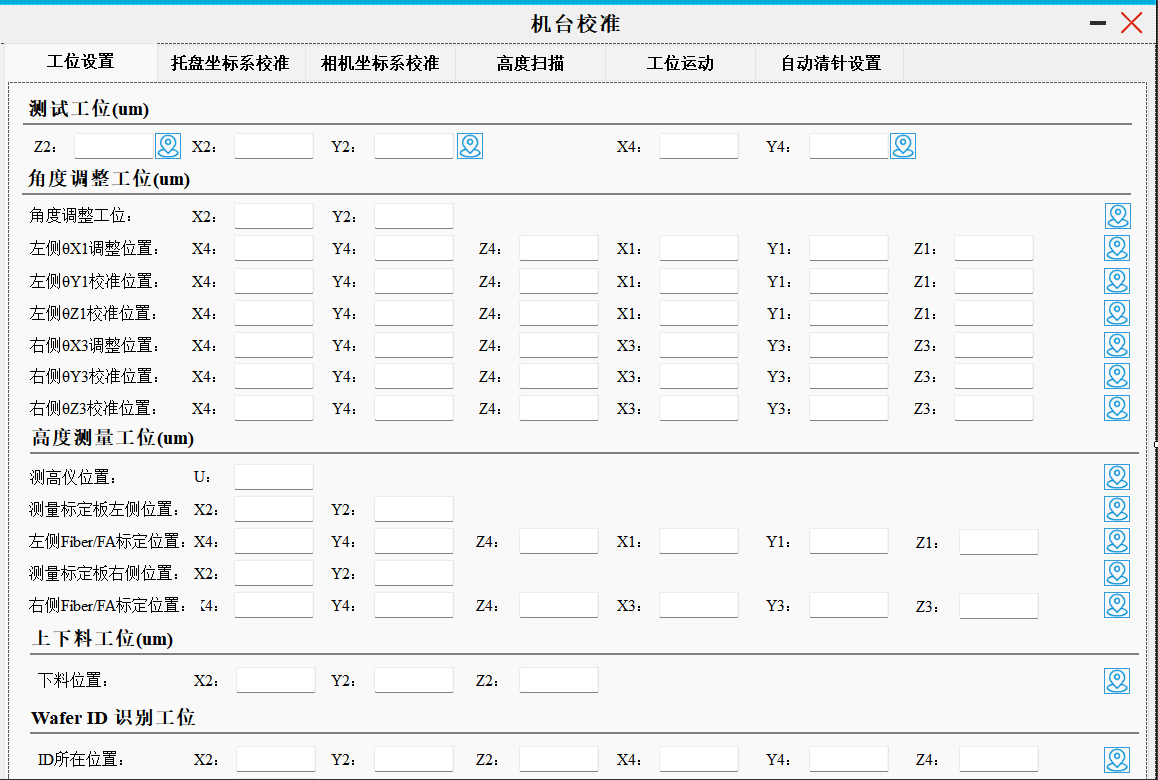 机台校准
工位设置 托盘坐标系校准 相机坐标系校准 高度扫描 工位运动 自动清针设置
测试工位(um)
Z2： X2： Y2： X4： Y4：
角度调整工位(um)
角度调整工位： X2： Y2：
左侧θX1调整位置： X4： Y4： Z4： X1： Y1： Z1：
左侧θY1校准位置： X4： Y4： Z4： X1： Y1： Z1：
左侧θZ1校准位置： X4： Y4： Z4： X1： Y1： Z1：
右侧θX3调整位置： X4： Y4： Z4： X3： Y3： Z3：
右侧θY3校准位置： X4： Y4： Z4： X3： Y3： Z3：
右侧θZ3校准位置： X4： Y4： Z4： X3： Y3： Z3：
高度测量工位(um)
测高仪位置： U：
测量标定板左侧位置： X2： Y2：
左侧Fiber/FA标定位置： X4： Y4： Z4： X1： Y1： Z1：
测量标定板右侧位置： X2： Y2：
右侧Fiber/FA标定位置： X4： Y4： Z4： X3： Y3： Z3：
上下料工位(um)
下料位置： X2： Y2： Z2：
Wafer ID 识别工位
ID所在位置： X2： Y2： Z2： X4： Y4： Z4：